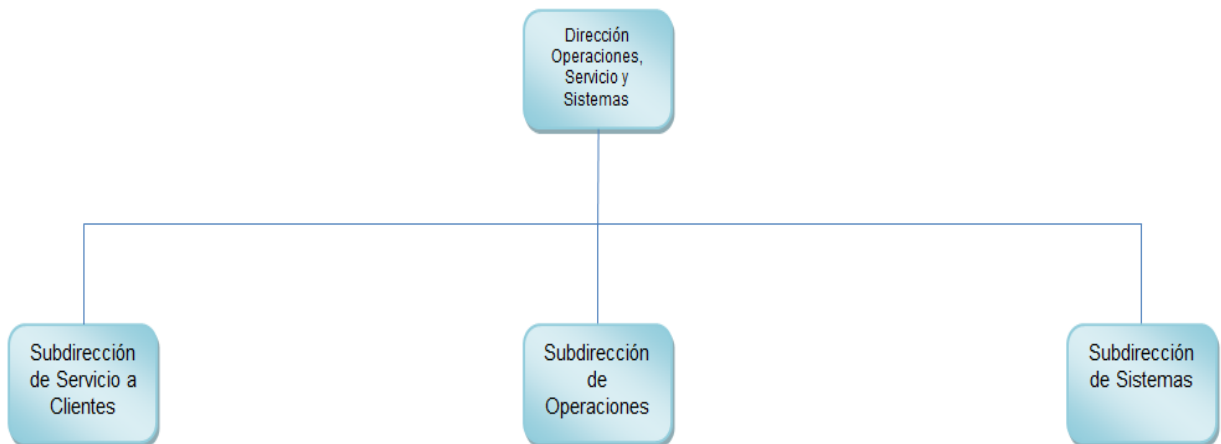 Dirección
Operaciones,
Servicio y
Sistemas
Subdirección
de Servicio a
Clientes
Subdirección
de
Operaciones
Subdirección
de Sistemas